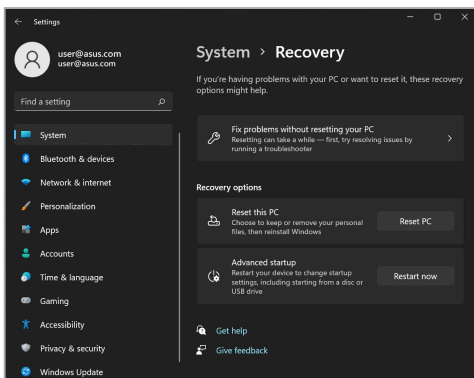 Settings
user@asus.com
user@asus.com
Find a setting
System
Bluetooth & devices
Network & internet
Personalization
Apps
Accounts
Time & language
Gaming
Accessibility
Privacy & security
Windows Update
System > Recovery
If you're having problems with your PC or want to reset it, these recovery
options might help.
Fix problems without resetting your PC
Resetting can take a while — first, try resolving issues by
running a troubleshooter
Recovery options
Reset this PC
Choose to keep or remove your personal
files, then reinstall Windows
Reset PC
Advanced startup
Restart your device to change startup
settings, including starting from a disc or
USB drive
Restart now
Get help
Give feedback